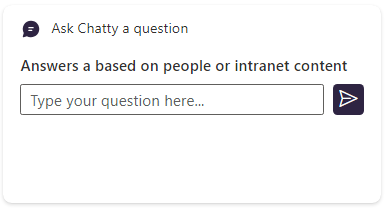 Ask Chatty a question
Answers a based on people or intranet content
Type your question here...